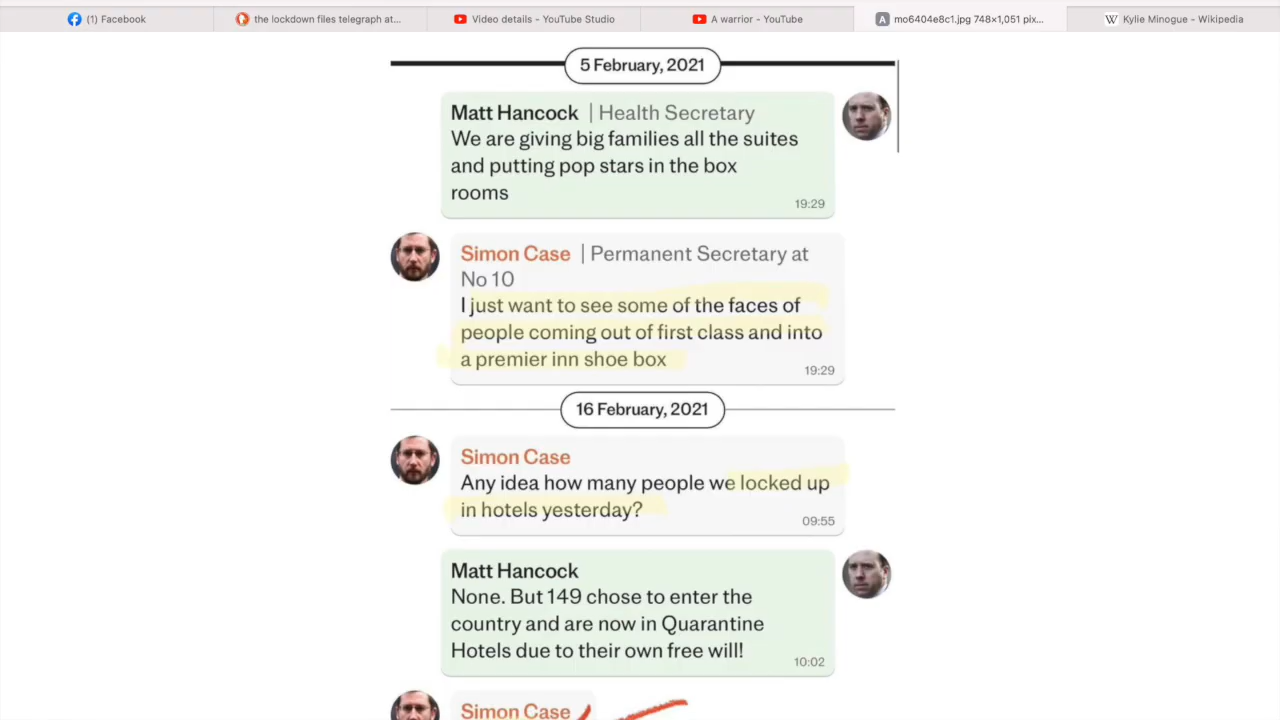 (1) Facebook
the lockdown files telegraph at...
Video details - YouTube Studio
A warrior - YouTube
A mo6404e8c1.jpg 748×1,051 pix...
W Kylie Minogue - Wikipedia
5 February, 2021
Matt Hancock | Health Secretary
We are giving big families all the suites
and putting pop stars in the box
rooms
19:29
Simon Case | Permanent Secretary at
No 10
I just want to see some of the faces of
people coming out of first class and into
a premier inn shoe box
19:29
16 February, 2021
Simon Case
Any idea how many people we locked up
in hotels yesterday?
09:55
Matt Hancock
None. But 149 chose to enter the
country and are now in Quarantine
Hotels due to their own free will!
10:02
Simon Case